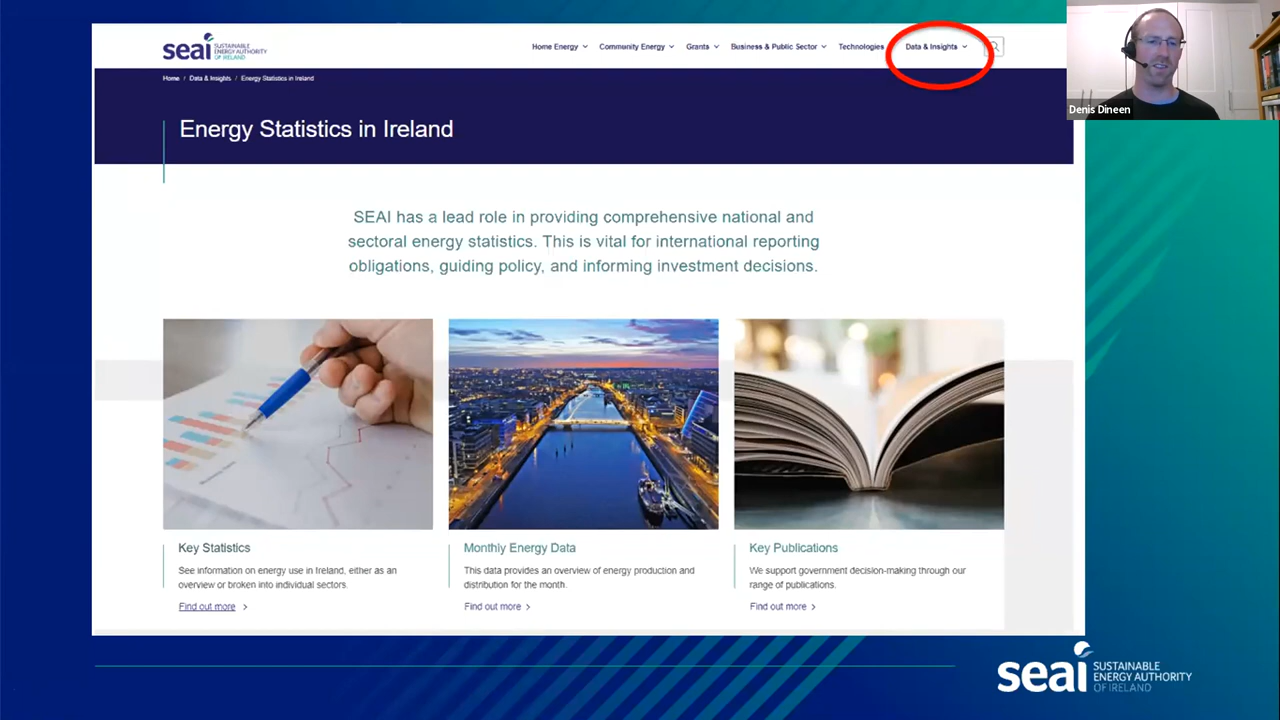 seai SUSTAINABLE
ENERGY AUTHORITY
OF IRELAND
Home Energy Community Energy Grants Business & Public Sector Technologies Data & Insights
Denis Dineen
Home / Data & Insights / Energy Statistics in Ireland
Energy Statistics in Ireland
SEAI has a lead role in providing comprehensive national and
sectoral energy statistics. This is vital for international reporting
obligations, guiding policy, and informing investment decisions.
Key Statistics
See information on energy use in Ireland, either as an
overview or broken into individual sectors.
Find out more >
Monthly Energy Data
This data provides an overview of energy production and
distribution for the month.
Find out more >
Key Publications
We support government decision-making through our
range of publications.
Find out more >
seai SUSTAINABLE
ENERGY AUTHORITY
OF IRELAND